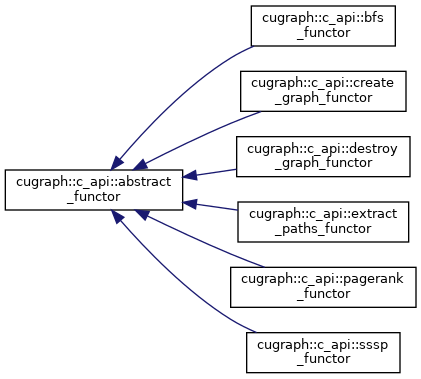 cugraph::c_api::bfs
_functor
cugraph::c_api::create
_graph_functor
cugraph::c_api::destroy
_graph_functor
cugraph::c_api::abstract
_functor
cugraph::c_api::extract
_paths_functor
cugraph::c_api::pagerank
_functor
cugraph::c_api::sssp
_functor